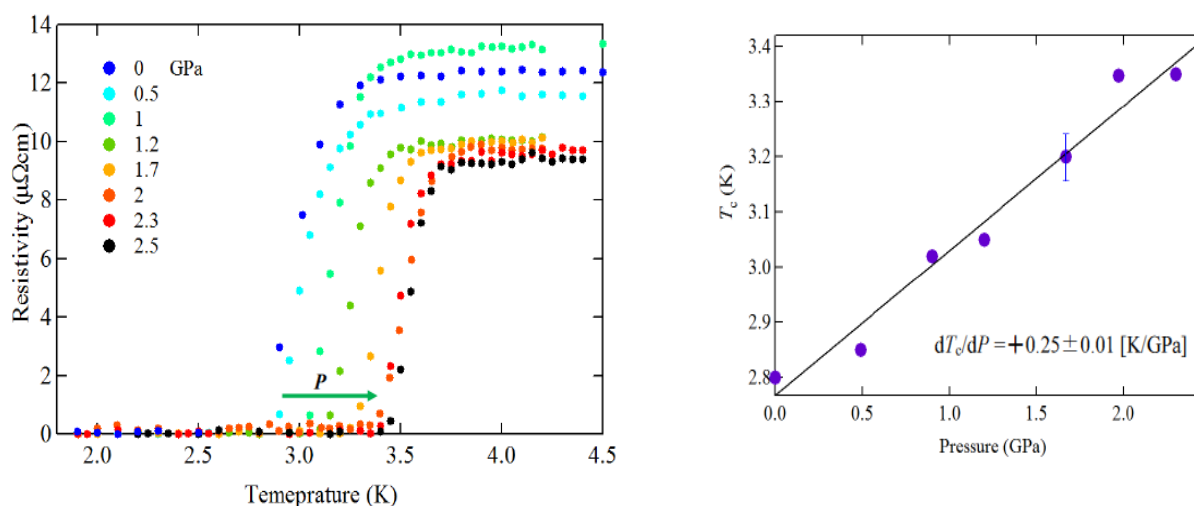 14
12
10
8
6
4
2
0
Resistivity (μΩcm)
0 GPa
0.5
1
1.2
1.7
2
2.3
2.5
P
2.0 2.5 3.0 3.5 4.0 4.5
Temeprature (K)
3.4
3.3
3.2
3.1
3.0
2.9
2.8
Tc (K)
dTc/dP = +0.25±0.01 [K/GPa]
0.0 0.5 1.0 1.5 2.0
Pressure (GPa)